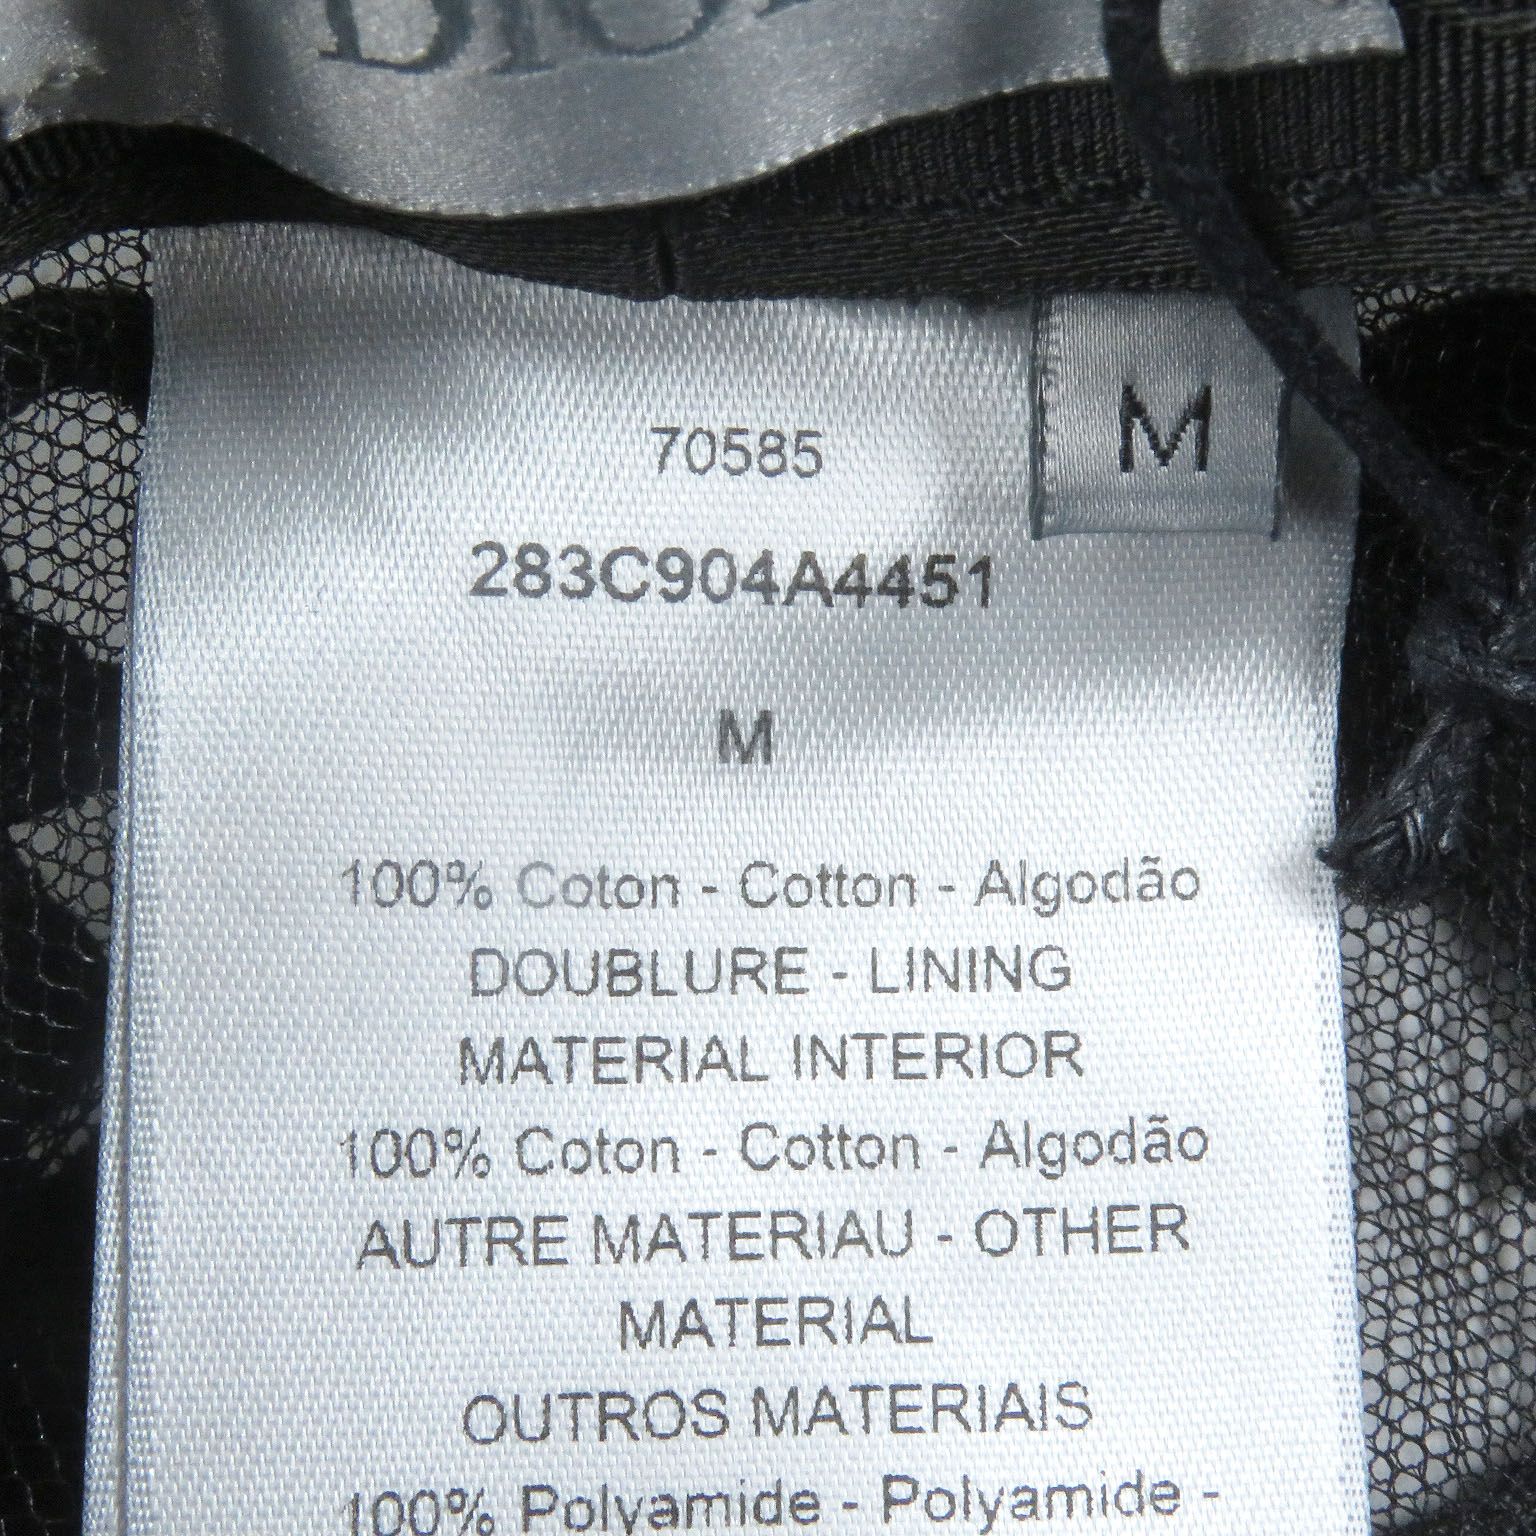 DIOR
70585
M
283C904A4451
M
100% Coton - Cotton - Algodão
DOUBLURE - LINING
MATERIAL INTERIOR
100% Coton - Cotton - Algodão
AUTRE MATERIAU - OTHER
MATERIAL
OUTROS MATERIAIS
100% Polyamide - Polyamide -